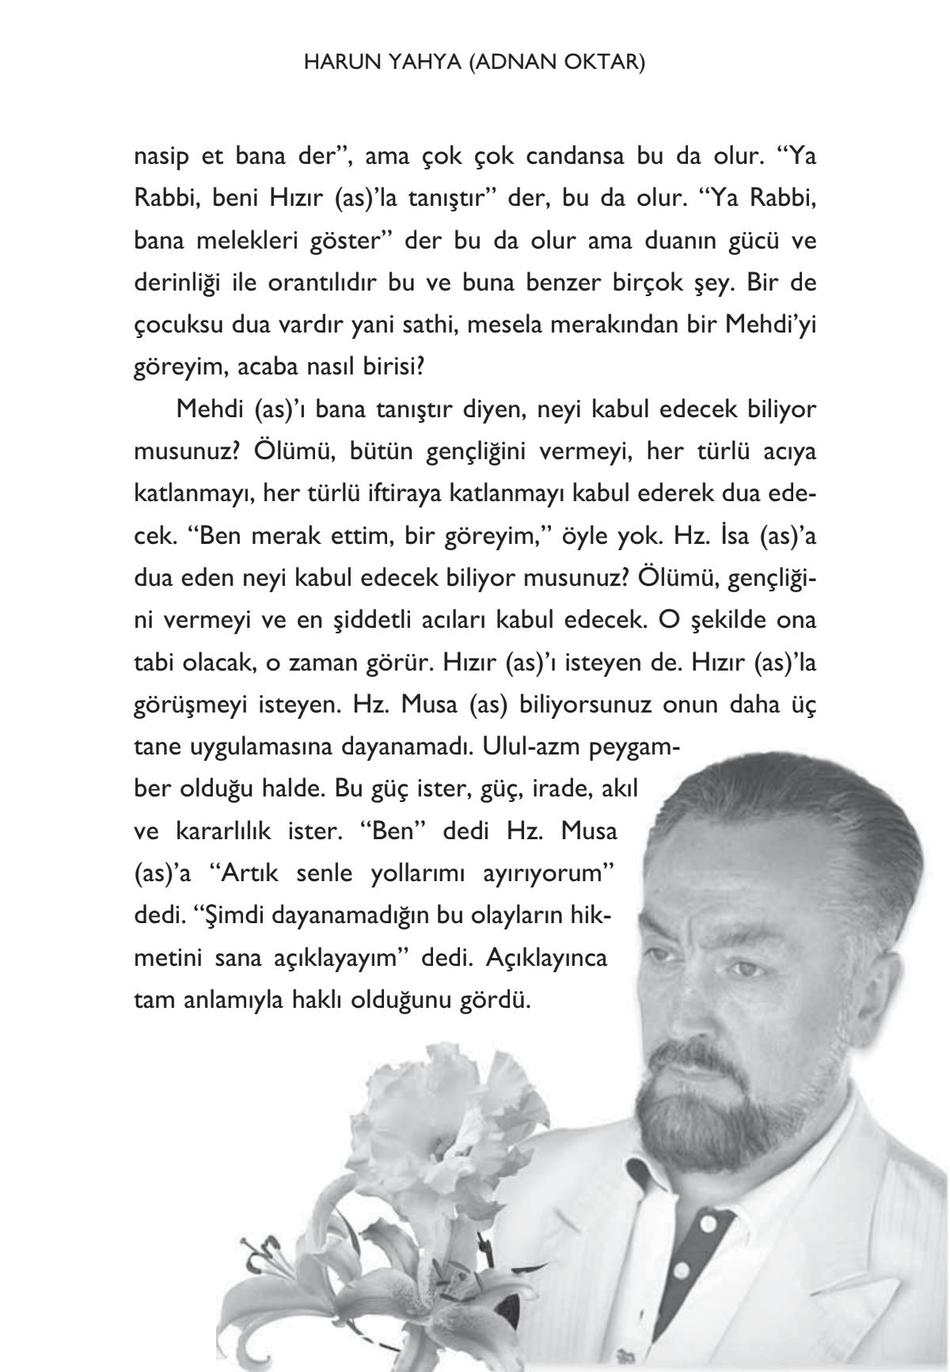 HARUN YAHYA (ADNAN OKTAR)
nasip et bana der”, ama çok çok candansa bu da olur. “Ya
Rabbi, beni Hızır (as)’la tanıştır” der, bu da olur. “Ya Rabbi,
bana melekleri göster” der bu da olur ama duanın gücü ve
derinliği ile orantılıdır bu ve buna benzer birçok şey. Bir de
çocuksu dua vardır yani sathi, mesela merakından bir Mehdi’yi
göreyim, acaba nasıl birisi?
Mehdi (as)’ı bana tanıştır diyen, neyi kabul edecek biliyor
musunuz? Ölümü, bütün gençliğini vermeyi, her türlü acıya
katlanmayı, her türlü iftiraya katlanmayı kabul ederek dua ede-
cek. “Ben merak ettim, bir göreyim,” öyle yok. Hz. İsa (as)’a
dua eden neyi kabul edecek biliyor musunuz? Ölümü, gençliği-
ni vermeyi ve en şiddetli acıları kabul edecek. O şekilde ona
tabi olacak, o zaman görür. Hızır (as)’ı isteyen de. Hızır (as)’la
görüşmeyi isteyen. Hz. Musa (as) biliyorsunuz onun daha üç
tane uygulamasına dayanamadı. Ulul-azm peygam-
ber olduğu halde. Bu güç ister, güç, irade, akıl
ve kararlılık ister. “Ben” dedi Hz. Musa
(as)’a “Artık senle yollarımı ayırıyorum”
dedi. “Şimdi dayanamadığın bu olayların hik-
metini sana açıklayayım” dedi. Açıklayınca
tam anlamıyla haklı olduğunu gördü.